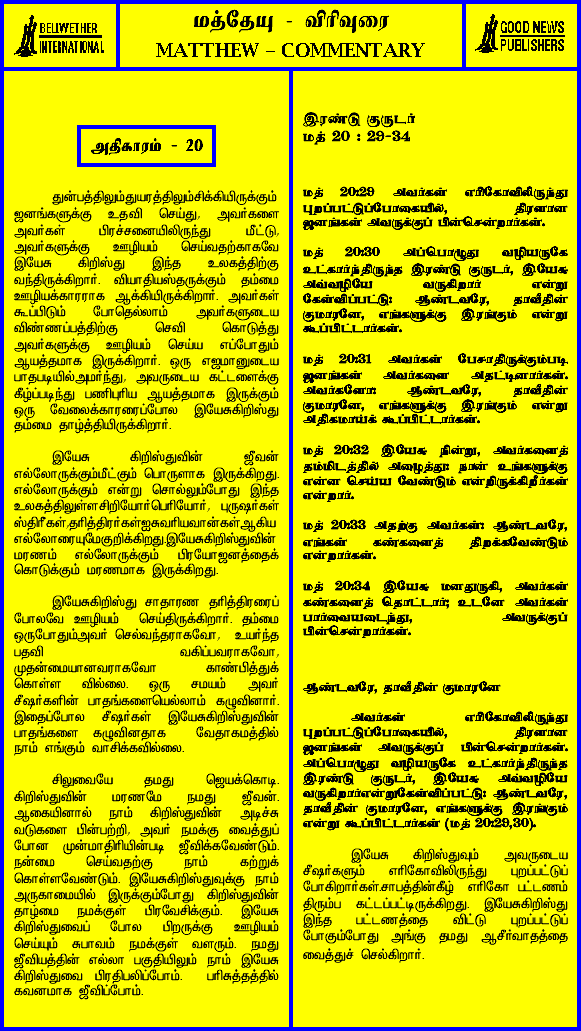 BELLWETHER
INTERNATIONAL
மத்தேயு - விரிவுரை
MATTHEW – COMMENTARY
GOOD NEWS
PUBLISHERS
அதிகாரம் - 20
துன்பத்திலும்துயரத்திலும்சிக்கியிருக்கும்
ஜனங்களுக்கு உதவி செய்து, அவர்களை
அவர்கள் பிரச்சனையிலிருந்து மீட்டு,
அவர்களுக்கு ஊழியம் செய்வதற்காகவே
இயேசு கிறிஸ்து இந்த உலகத்திற்கு
வந்திருக்கிறார். வியாதியஸ்தருக்கும் தம்மை
ஊழியக்காரராக ஆக்கியிருக்கிறார். அவர்கள்
கூப்பிடும் போதெல்லாம் அவர்களுடைய
விண்ணப்பத்திற்கு செவி கொடுத்து
அவர்களுக்கு ஊழியம் செய்ய எப்போதும்
ஆயத்தமாக இருக்கிறார். ஒரு எஜமானுடைய
பாதபடியில்அமர்ந்து, அவருடைய கட்டளைக்கு
கீழ்ப்படிந்து பணிபுரிய ஆயத்தமாக இருக்கும்
ஒரு வேலைக்காரரைப்போல இயேசுகிறிஸ்து
தம்மை தாழ்த்தியிருக்கிறார்.
இயேசு கிறிஸ்துவின் ஜீவன்
எல்லோருக்கும்மீட்கும் பொருளாக இருக்கிறது.
எல்லோருக்கும் என்று சொல்லும்போது இந்த
உலகத்திலுள்ளசிறியோர்பெரியோர், புருஷர்கள்
ஸ்திரீகள்,தரித்திரர்கள்ஐசுவரியவான்கள்ஆகிய
எல்லோரையுமேகுறிக்கிறது.இயேசுகிறிஸ்துவின்
மரணம் எல்லோருக்கும் பிரயோஜனத்தைக்
கொடுக்கும் மரணமாக இருக்கிறது.
இயேசுகிறிஸ்து சாதாரண தரித்திரரைப்
போலவே ஊழியம் செய்திருக்கிறார். தம்மை
ஒருபோதும்அவர் செல்வந்தராகவோ, உயர்ந்த
பதவி வகிப்பவராகவோ,
முதன்மையானவராகவோ காண்பித்துக்
கொள்ள வில்லை. ஒரு சமயம் அவர்
சீஷர்களின் பாதங்களையெல்லாம் கழுவினார்.
இதைப்போல சீஷர்கள் இயேசுகிறிஸ்துவின்
பாதங்களை கழுவினதாக வேதாகமத்தில்
நாம் எங்கும் வாசிக்கவில்லை.
சிலுவையே தமது ஜெயக்கொடி.
கிறிஸ்துவின் மரணமே நமது ஜீவன்.
ஆகையினால் நாம் கிறிஸ்துவின் அடிச்சு
வடுகளை பின்பற்றி, அவர் நமக்கு வைத்துப்
போன முன்மாதிரியின்படி ஜீவிக்கவேண்டும்.
நன்மை செய்வதற்கு நாம் கற்றுக்
கொள்ளவேண்டும். இயேசுகிறிஸ்துவுக்கு நாம்
அருகாமையில் இருக்கும்போது கிறிஸ்துவின்
தாழ்மை நமக்குள் பிரவேசிக்கும். இயேசு
கிறிஸ்துவைப் போல பிறருக்கு ஊழியம்
செய்யும் சுபாவம் நமக்குள் வளரும். நமது
ஜீவியத்தின் எல்லா பகுதியிலும் நாம் இயேசு
கிறிஸ்துவை பிரதிபலிப்போம். பரிசுத்தத்தில்
கவனமாக ஜீவிப்போம்.
இரண்டு குருடர்
மத் 20 : 29-34
மத் 20:29 அவர்கள் எரிகோவிலிருந்து
புறப்பட்டுப்போகையில், திரளான
ஜனங்கள் அவருக்குப் பின்சென்றார்கள்.
மத் 20:30 அப்பொழுது வழியருகே
உட்கார்ந்திருந்த இரண்டு குருடர், இயேசு
அவ்வழியே வருகிறார் என்று
கேள்விப்பட்டு: ஆண்டவரே, தாவீதின்
குமாரனே, எங்களுக்கு இரங்கும் என்று
கூப்பிட்டார்கள்.
மத் 20:31 அவர்கள் பேசாதிருக்கும்படி
ஜனங்கள் அவர்களை அதட்டினார்கள்.
அவர்களோ: ஆண்டவரே, தாவீதின்
குமாரனே, எங்களுக்கு இரங்கும் என்று
அதிகமாய்க் கூப்பிட்டார்கள்.
மத் 20:32 இயேசு நின்று, அவர்களைத்
தம்மிடத்தில் அழைத்து: நான் உங்களுக்கு
என்ன செய்ய வேண்டும் என்றிருக்கிறீர்கள்
என்றார்.
மத் 20:33 அதற்கு அவர்கள்: ஆண்டவரே,
எங்கள் கண்களைத் திறக்கவேண்டும்
என்றார்கள்.
மத் 20:34 இயேசு மனதுருகி, அவர்கள்
கண்களைத் தொட்டார்; உடனே அவர்கள்
பார்வையடைந்து, அவருக்குப்
பின்சென்றார்கள்.
ஆண்டவரே, தாவீதின் குமாரனே
அவர்கள் எரிகோவிலிருந்து
புறப்பட்டுப்போகையில், திரளான
ஜனங்கள் அவருக்குப் பின்சென்றார்கள்.
அப்பொழுது வழியருகே உட்கார்ந்திருந்த
இரண்டு குருடர், இயேசு அவ்வழியே
வருகிறார்என்றுகேள்விப்பட்டு: ஆண்டவரே,
தாவீதின் குமாரனே, எங்களுக்கு இரங்கும்
என்று கூப்பிட்டார்கள் (மத் 20:29,30).
இயேசு கிறிஸ்துவும் அவருடைய
சீஷர்களும் எரிகோவிலிருந்து புறப்பட்டுப்
போகிறார்கள்.சாபத்தின்கீழ் எரிகோ பட்டணம்
திரும்ப கட்டப்பட்டிருக்கிறது. இயேசுகிறிஸ்து
இந்த பட்டணத்தை விட்டு புறப்பட்டுப்
போகும்போது அங்கு தமது ஆசீர்வாதத்தை
வைத்துச் செல்கிறார்.